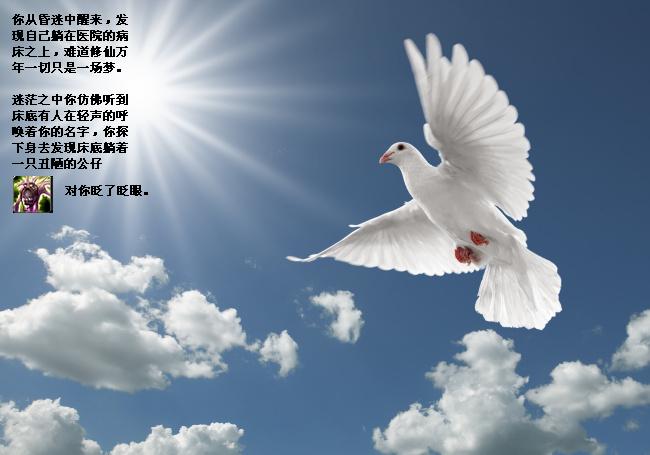 你从昏迷中醒来，发
现自己躺在医院的病
床之上，难道修仙万
年一切只是一场梦。
迷茫之中你仿佛听到
床底有人在轻声的呼
唤着你的名字，你探
下身去发现床底躺着
一只丑陋的公仔
对你眨了眨眼。